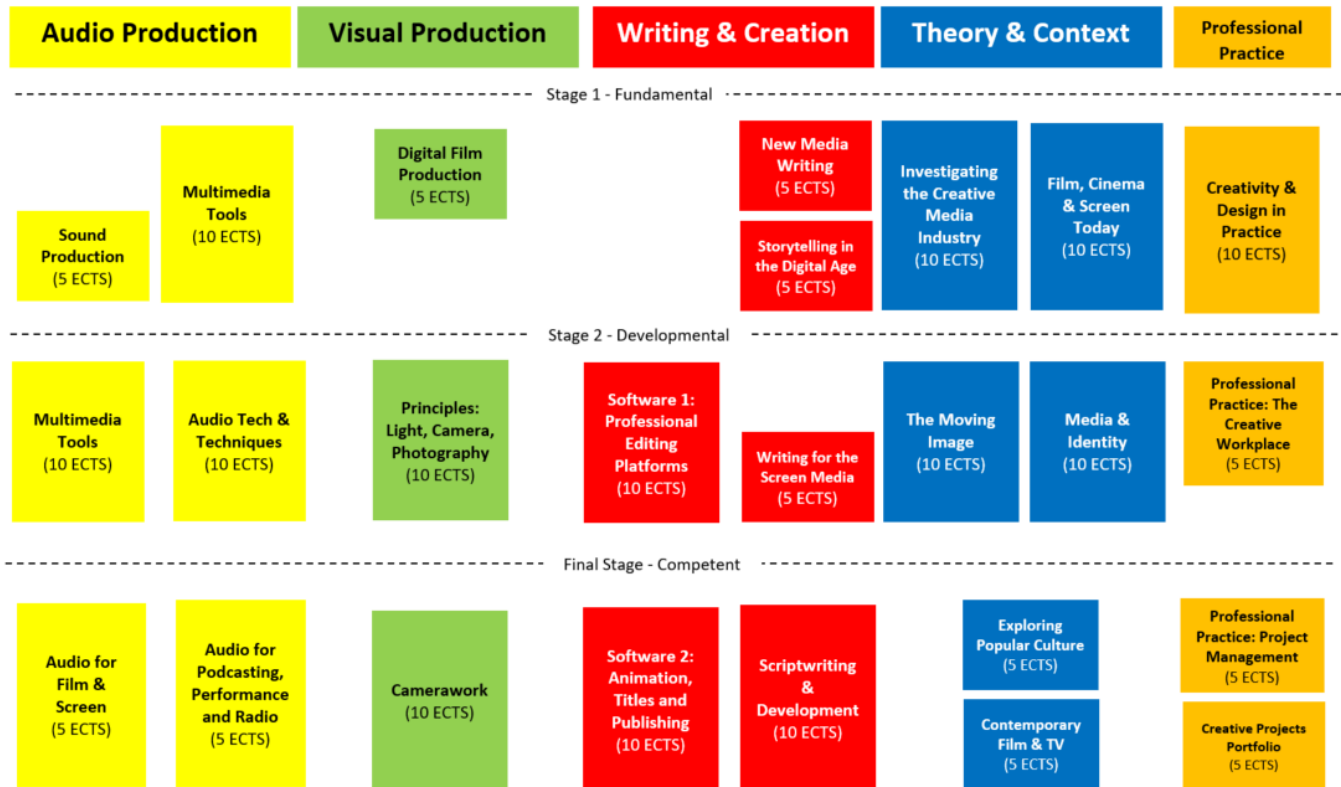 Audio Production
Visual Production
Writing & Creation
Theory & Context
Professional
Practice
Stage 1 - Fundamental
Sound
Production
(5 ECTS)
Multimedia
Tools
(10 ECTS)
Digital Film
Production
(5 ECTS)
New Media
Writing
(5 ECTS)
Storytelling in
the Digital Age
(5 ECTS)
Investigating
the Creative
Media
Industry
(10 ECTS)
Film, Cinema
& Screen
Today
(10 ECTS)
Creativity &
Design in
Practice
(10 ECTS)
Stage 2 - Developmental
Multimedia
Tools
(10 ECTS)
Audio Tech &
Techniques
(10 ECTS)
Principles:
Light, Camera,
Photography
(10 ECTS)
Software 1:
Professional
Editing
Platforms
(10 ECTS)
Writing for the
Screen Media
(5 ECTS)
The Moving
Image
(10 ECTS)
Media &
Identity
(10 ECTS)
Professional
Practice: The
Creative
Workplace
(5 ECTS)
Final Stage - Competent
Audio for
Film &
Screen
(5 ECTS)
Audio for
Podcasting,
Performance
and Radio
(5 ECTS)
Camerawork
(10 ECTS)
Software 2:
Animation,
Titles and
Publishing
(10 ECTS)
Scriptwriting
&
Development
(10 ECTS)
Exploring
Popular Culture
(5 ECTS)
Contemporary
Film & TV
(5 ECTS)
Professional
Practice: Project
Management
(5 ECTS)
Creative Projects
Portfolio
(5 ECTS)